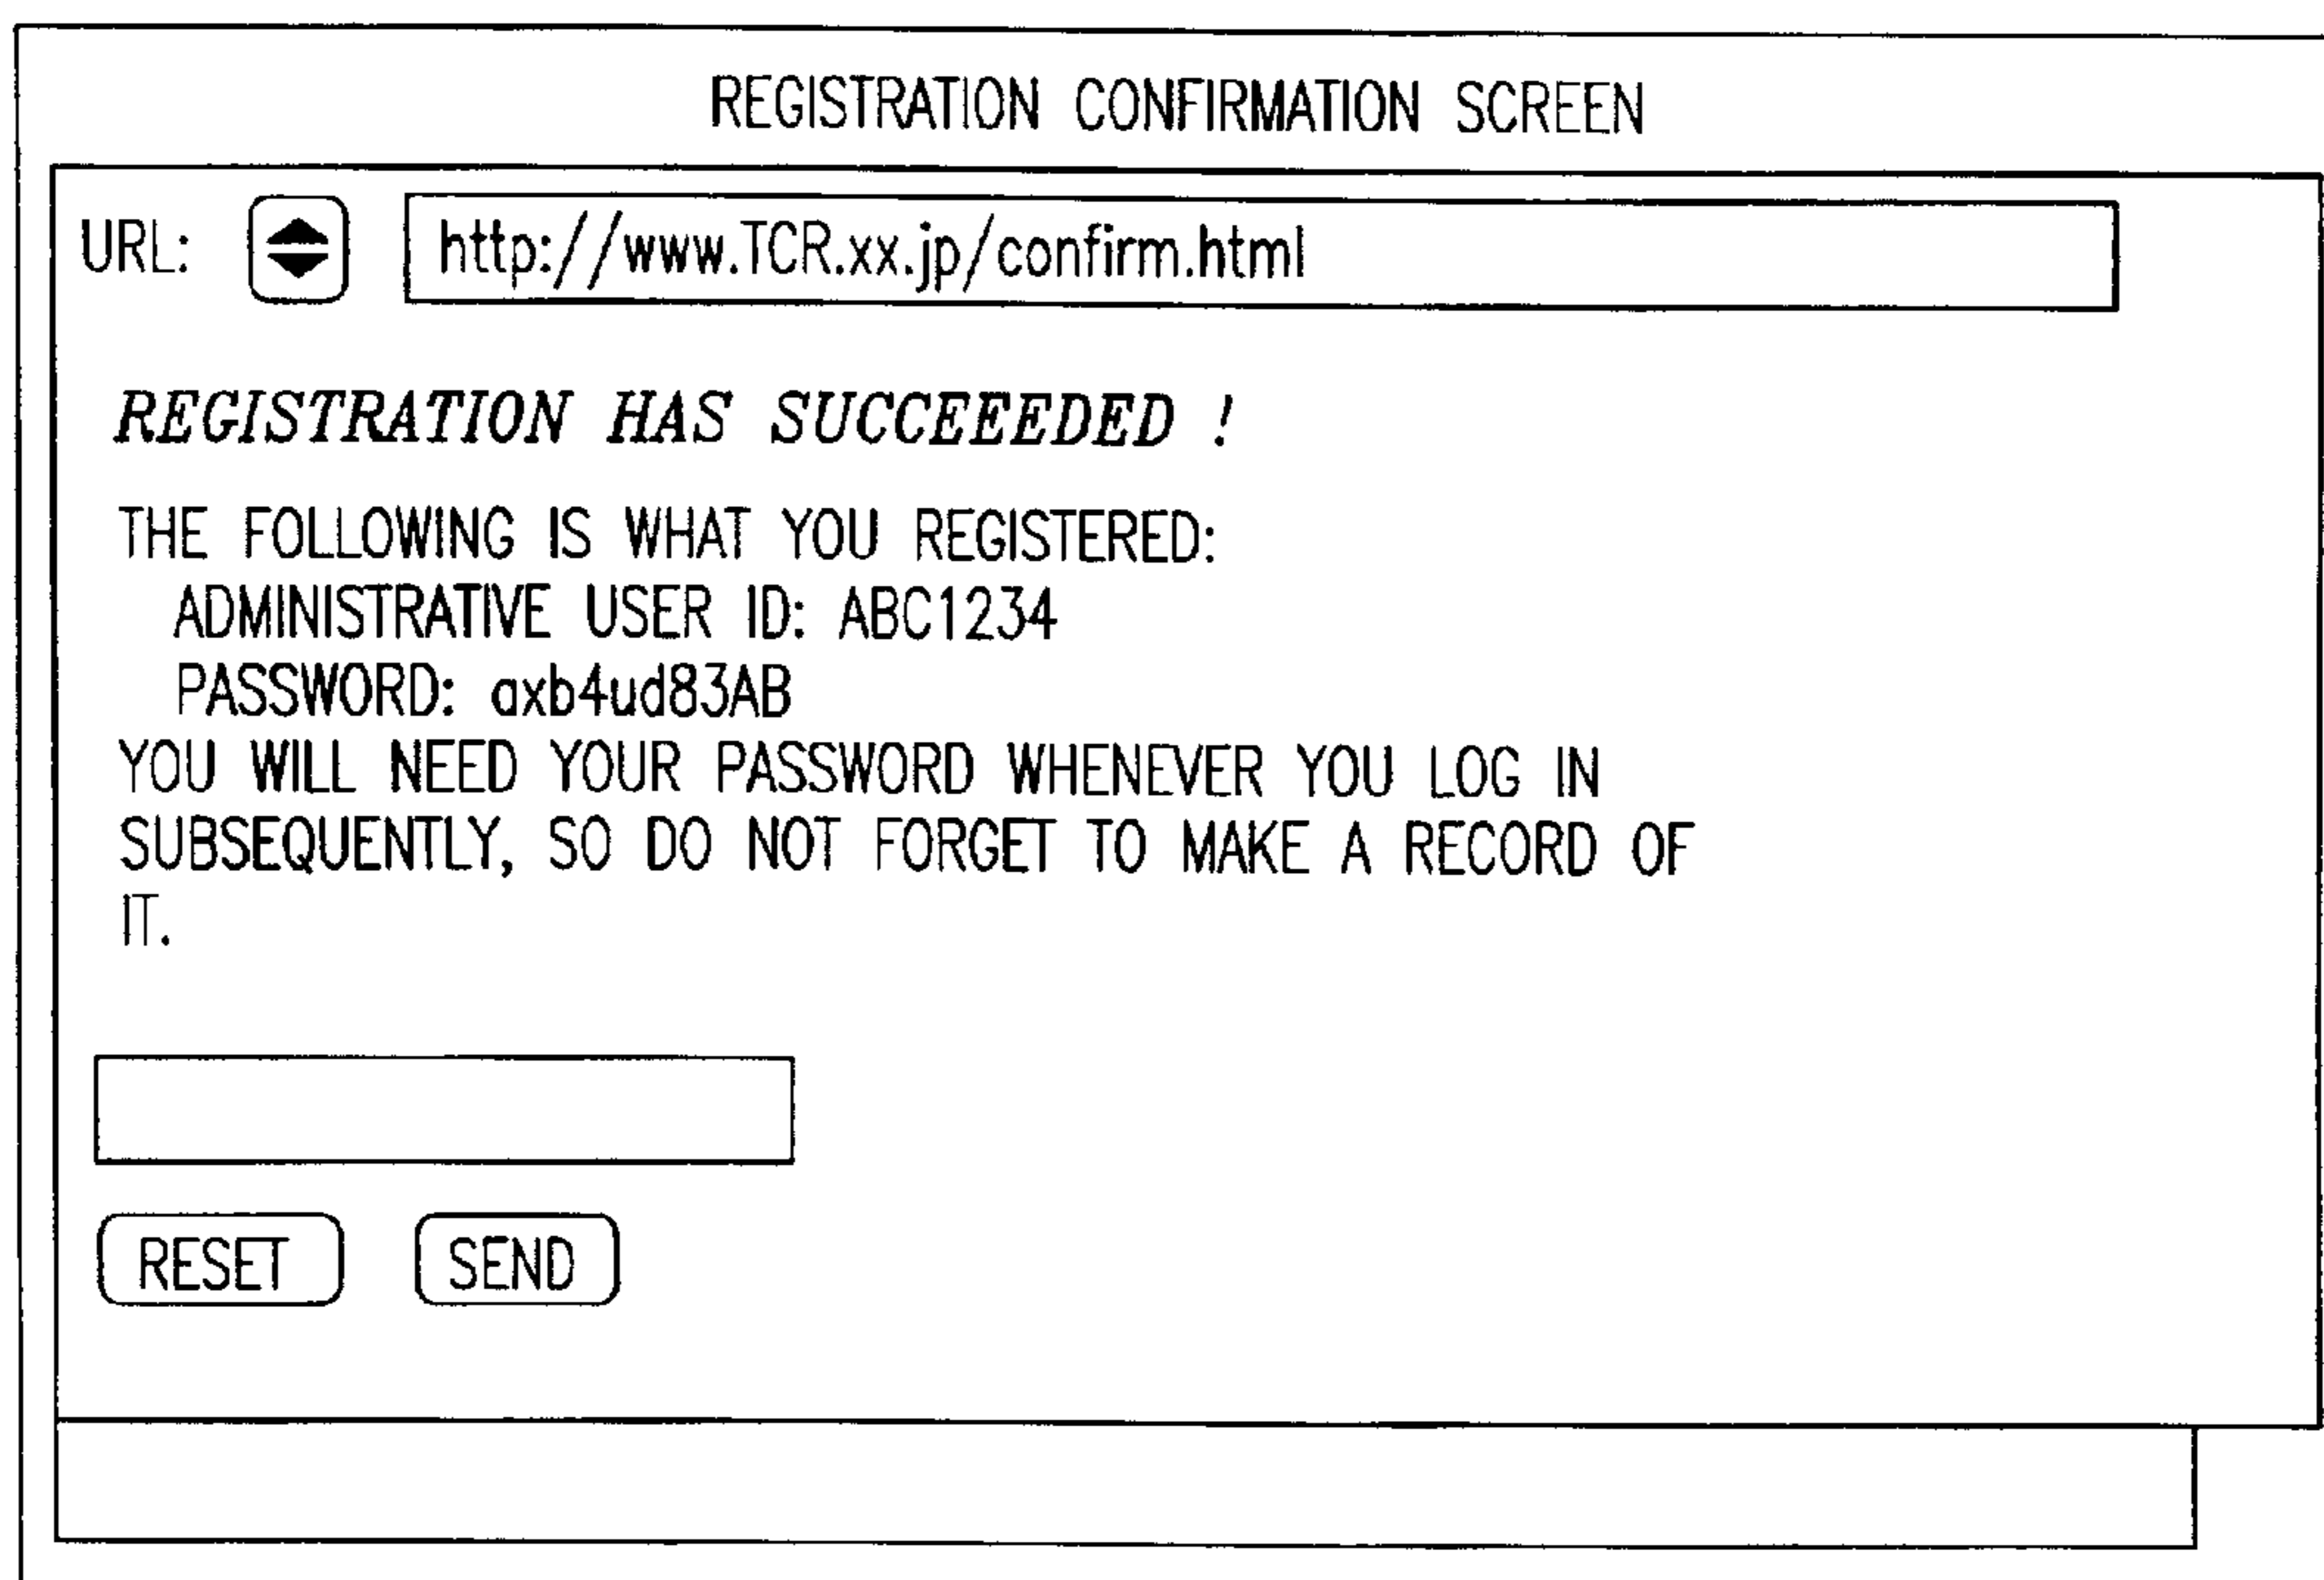 REGISTRATION CONFIRMATION SCREEN
URL: http://www.TCR.xx.jp/confirm.html
REGISTRATION HAS SUCCEEEDED !
THE FOLLOWING IS WHAT YOU REGISTERED:
ADMINISTRATIVE USER ID: ABC1234
PASSWORD: axb4ud83AB
YOU WILL NEED YOUR PASSWORD WHENEVER YOU LOG IN
SUBSEQUENTLY, SO DO NOT FORGET TO MAKE A RECORD OF
IT.
RESET SEND